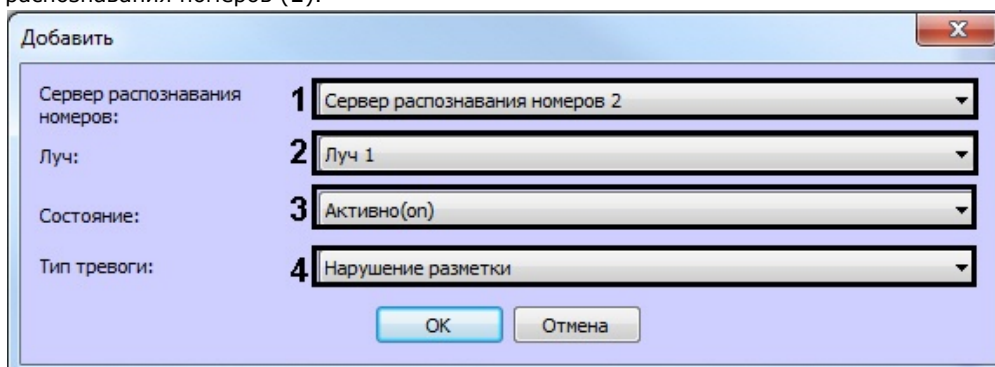 распознавания номеров (1).
Добавить
Сервер распознавания
номеров:
1 Сервер распознавания номеров 2
Луч:
2 Луч 1
Состояние:
3 Активно(on)
Тип тревоги:
4 Нарушение разметки
ОК Отмена